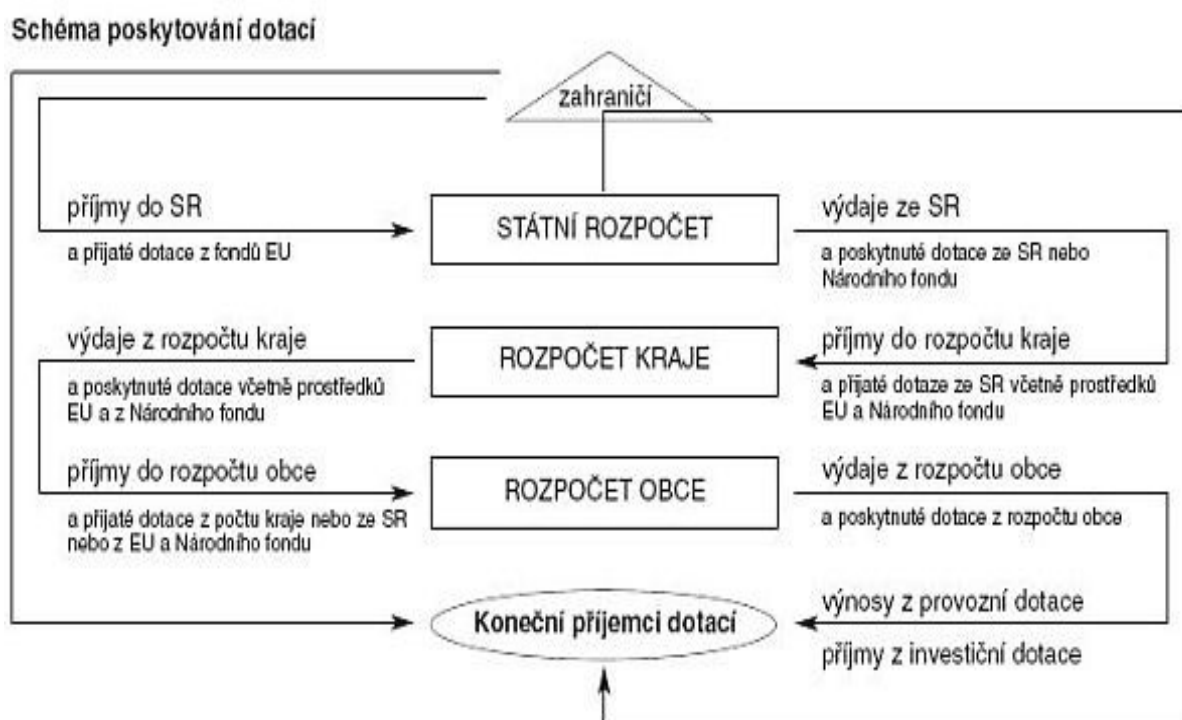 Schéma poskytování dotací
zahraničí
příjmy do SR
a přijaté dotace z fondů EU
STÁTNÍ ROZPOČET
výdaje ze SR
a poskytnuté dotace ze SR nebo
Národního fondu
výdaje z rozpočtu kraje
a poskytnuté dotace včetně prostředků
EU a z Národního fondu
ROZPOČET KRAJE
příjmy do rozpočtu kraje
a přijaté dotaze ze SR včetně prostředků
EU a Národního fondu
příjmy do rozpočtu obce
a přijaté dotace z počtu kraje nebo ze SR
nebo z EU a Národního fondu
ROZPOČET OBCE
výdaje z rozpočtu obce
a poskytnuté dotace z rozpočtu obce
Koneční příjemci dotací
výnosy z provozní dotace
příjmy z investiční dotace